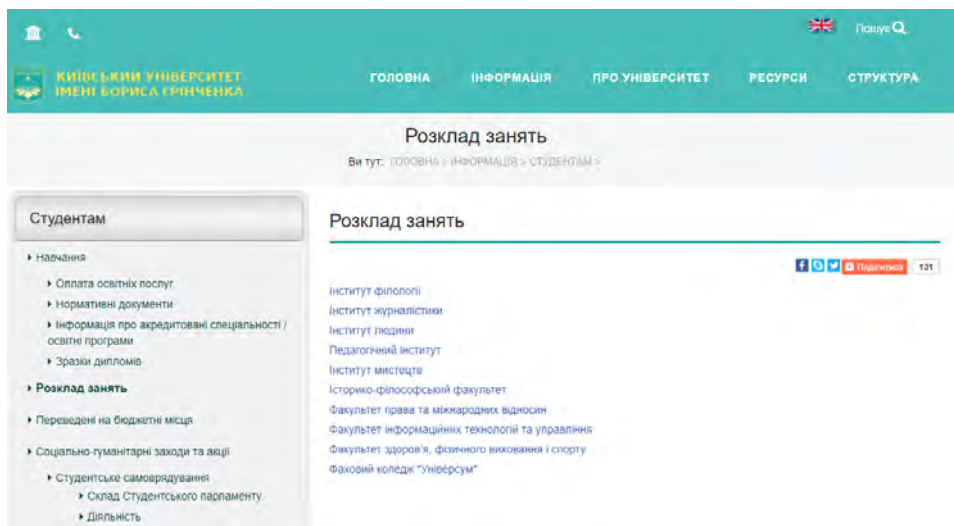 Пошук
КИЇВСЬКИЙ УНІВЕРСИТЕТ
ІМЕНІ БОРИСА ГРІНЧЕНКА
ГОЛОВНА ІНФОРМАЦІЯ ПРО УНІВЕРСИТЕТ РЕСУРСИ СТРУКТУРА
Розклад занять
Ви тут: ГОЛОВНА > ІНФОРМАЦІЯ > СТУДЕНТАМ >
Студентам
Навчання
Оплата освітніх послуг
Нормативні документи
Інформація про акредитовані спеціальності /
освітні програми
Зразки дипломів
Розклад занять
Переведені на бюджетні місця
Соціально-гуманітарні заходи та акції
Студентське самоврядування
Склад Студентського парламенту
Діяльність
Розклад занять
Поділитися 131
Інститут філології
Інститут журналістики
Інститут людини
Педагогічний інститут
Інститут мистецтв
Історико-філософський факультет
Факультет права та міжнародних відносин
Факультет інформаційних технологій та управління
Факультет здоров'я, фізичного виховання і спорту
Фаховий коледж "Універсум"